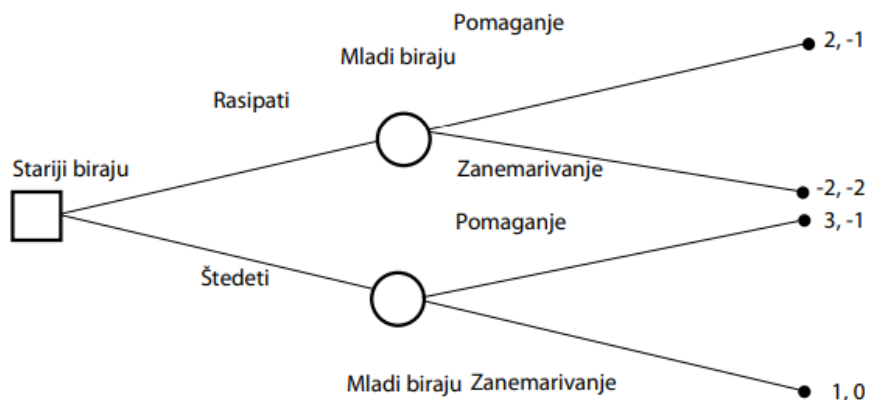 Pomaganje
2, -1
Mladi biraju
Rasipati
Stariji biraju
Zanemarivanje
-2, -2
Pomaganje
3, -1
Štedeti
Mladi biraju Zanemarivanje
1, 0